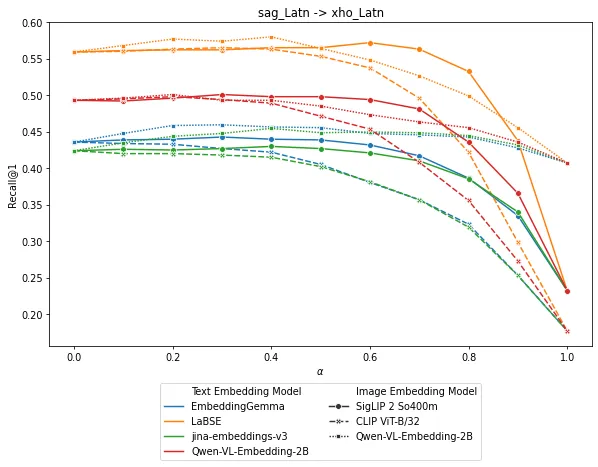 sag_Latn -> xho_Latn
0.60
0.55
0.50
0.45
0.40
0.35
0.30
0.25
0.20
Recall@1
0.0 0.2 0.4 0.6 0.8 1.0
α
Text Embedding Model
EmbeddingGemma
LaBSE
jina-embeddings-v3
Qwen-VL-Embedding-2B
Image Embedding Model
SigLIP 2 So400m
CLIP ViT-B/32
Qwen-VL-Embedding-2B